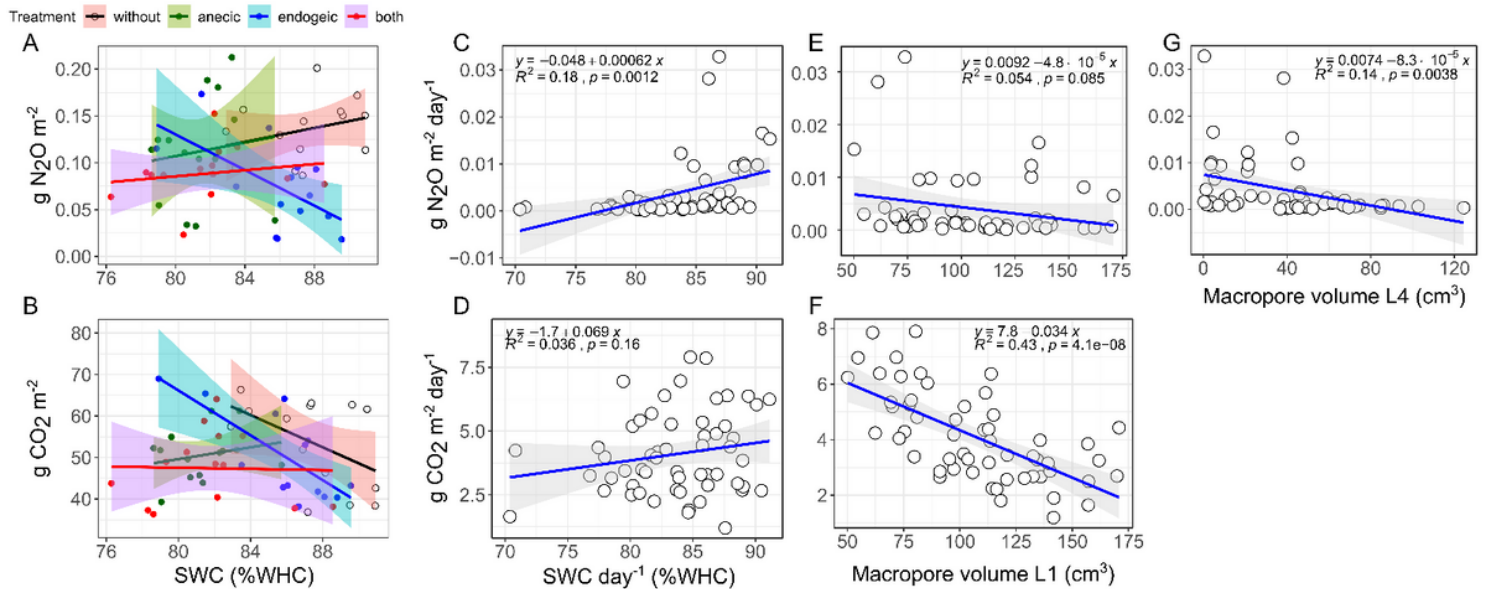 Treatment without anecic endogeic both
A
g N2O m-2
0.20
0.15
0.10
0.05
0.00
76 80 84 88
B
g CO2 m-2
80
70
60
50
40
76 80 84 88
SWC (%WHC)
C
g N2O m-2 day-1
y = −0.048 + 0.00062 x
R2 = 0.18 , p = 0.0012
0.03
0.02
0.01
0.00
−0.01
70 75 80 85 90
D
g CO2 m-2 day-1
y = −1.7 + 0.069 x
R2 = 0.036 , p = 0.16
7.5
5.0
2.5
70 75 80 85 90
SWC day-1 (%WHC)
E
y = 0.0092 − 4.8 · 10-5 x
R2 = 0.054 , p = 0.085
0.03
0.02
0.01
0.00
50 75 100 125 150 175
F
y = 7.8 − 0.034 x
R2 = 0.43 , p = 4.1e−08
8
6
4
2
50 75 100 125 150 175
Macropore volume L1 (cm3)
G
y = 0.0074 − 8.3 · 10-5 x
R2 = 0.14 , p = 0.0038
0.03
0.02
0.01
0.00
0 40 80 120
Macropore volume L4 (cm3)